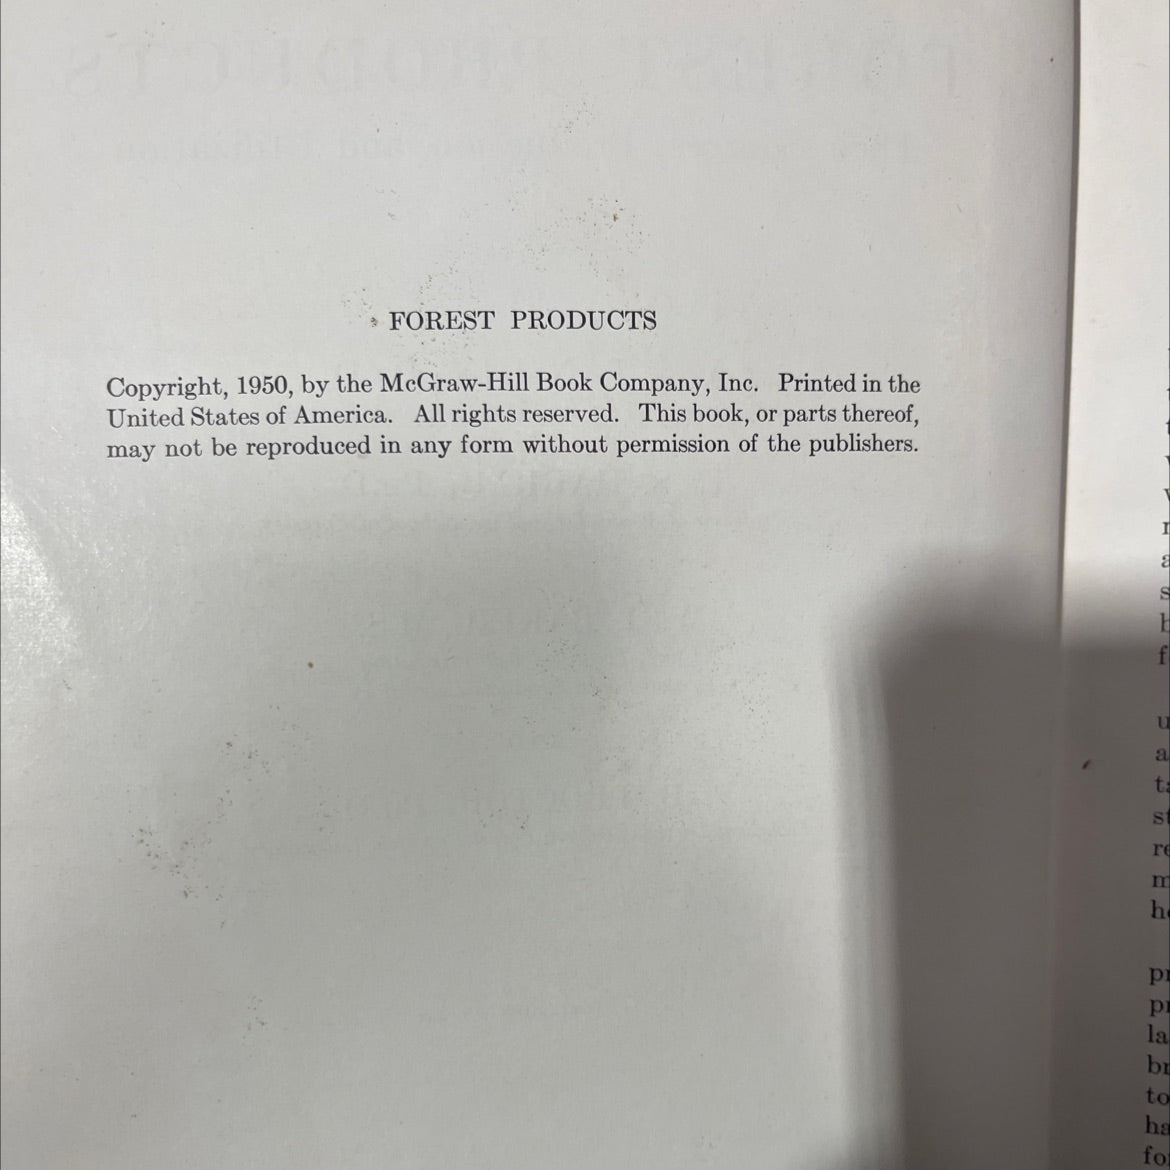 FOREST PRODUCTS
Copyright, 1950, by the McGraw-Hill Book Company, Inc. Printed in the
United States of America. All rights reserved. This book, or parts thereof,
may not be reproduced in any form without permission of the publishers.